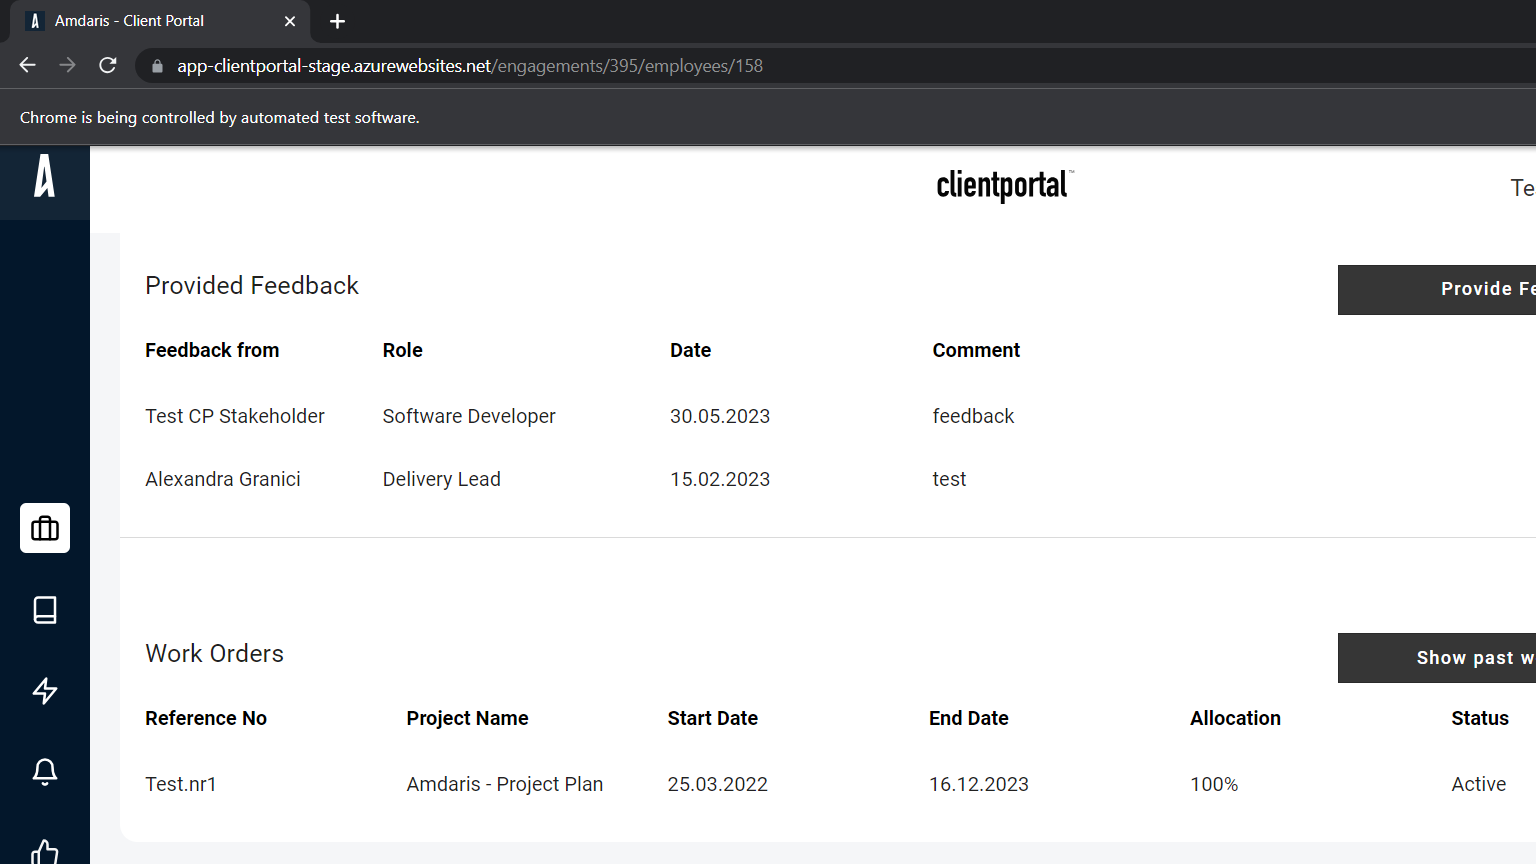 Amdaris - Client Portal
app-clientportal-stage.azurewebsites.net/engagements/395/employees/158
Chrome is being controlled by automated test software.
clientportal™
Te
Provided Feedback
Provide Fe
Feedback from Role Date Comment
Test CP Stakeholder Software Developer 30.05.2023 feedback
Alexandra Granici Delivery Lead 15.02.2023 test
Work Orders
Show past w
Reference No Project Name Start Date End Date Allocation Status
Test.nr1 Amdaris - Project Plan 25.03.2022 16.12.2023 100% Active